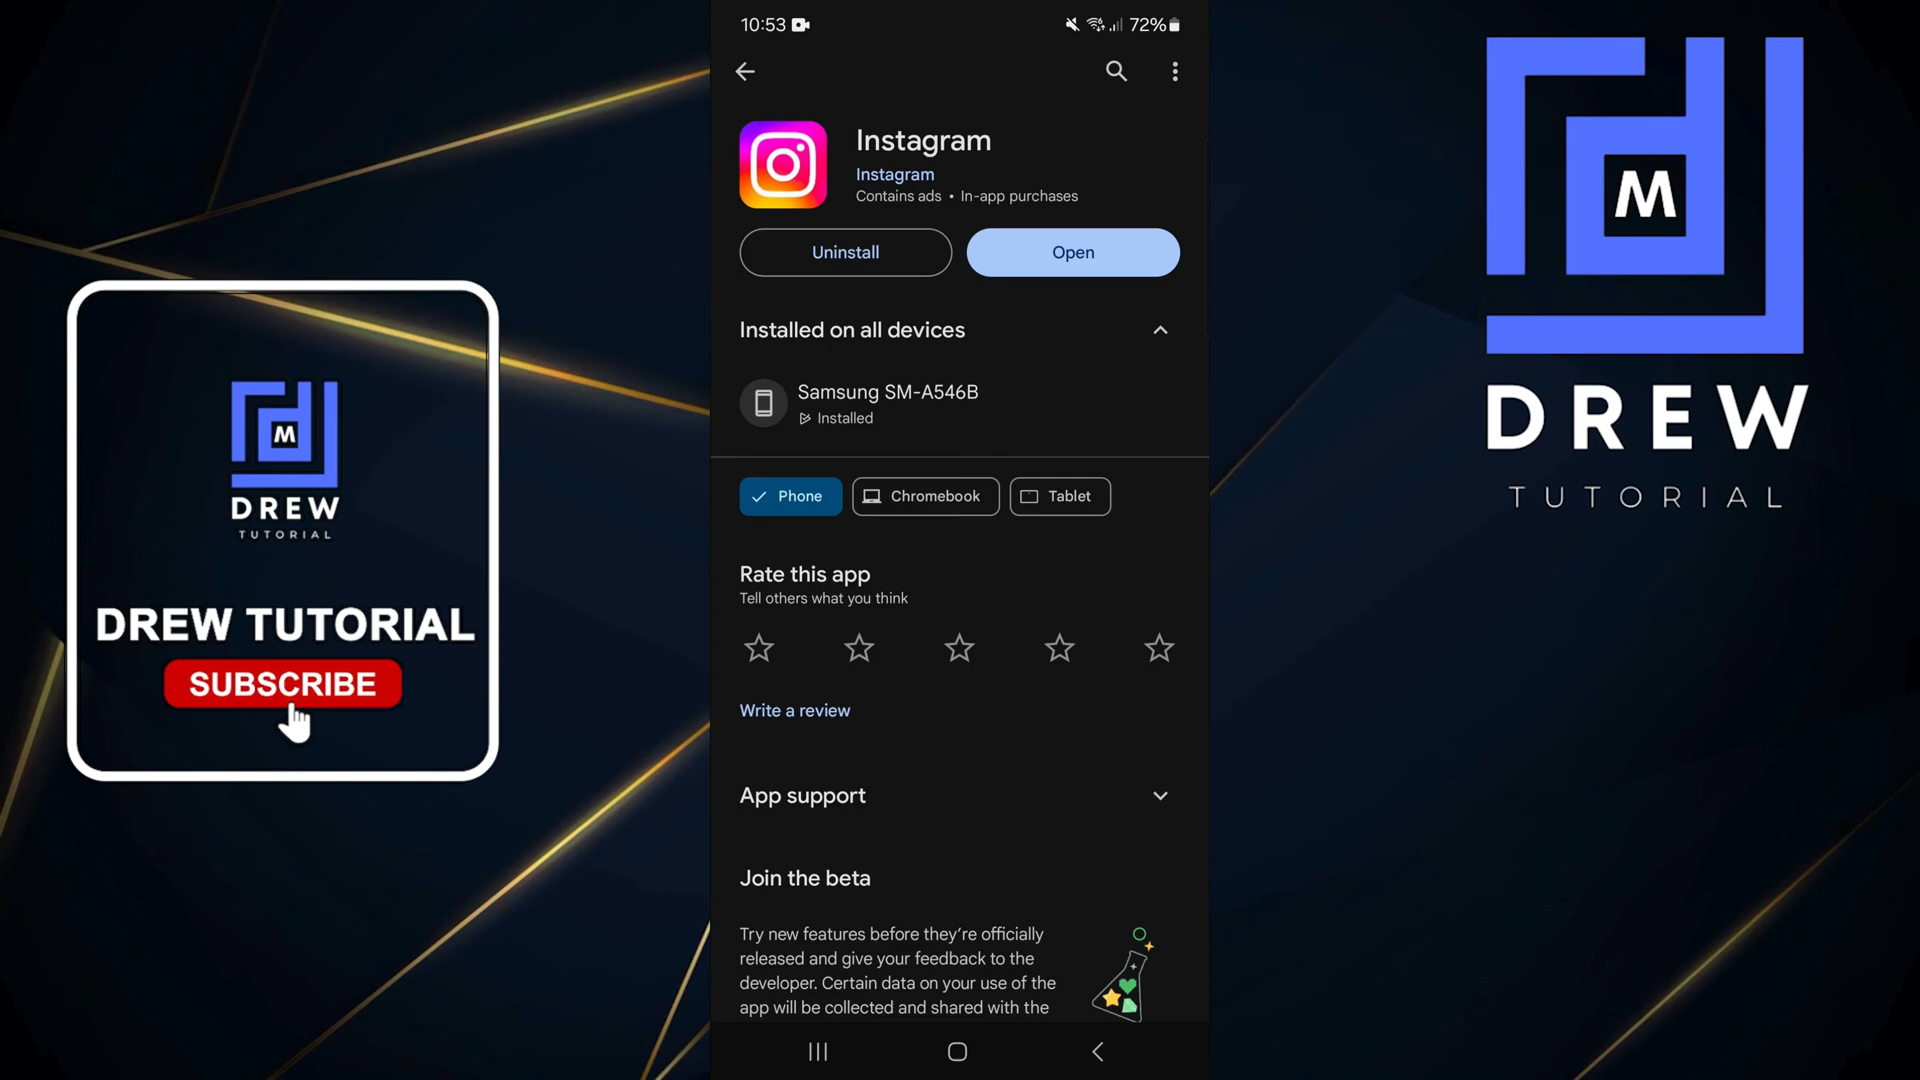 10:53
72%
Instagram
Instagram
Contains ads • In-app purchases
Uninstall
Open
Installed on all devices
Samsung SM-A546B
Installed
Phone
Chromebook
Tablet
Rate this app
Tell others what you think
Write a review
App support
Join the beta
Try new features before they’re officially
released and give your feedback to the
developer. Certain data on your use of the
app will be collected and shared with the
M
DREW
TUTORIAL
DREW TUTORIAL
SUBSCRIBE
M
DREW
TUTORIAL